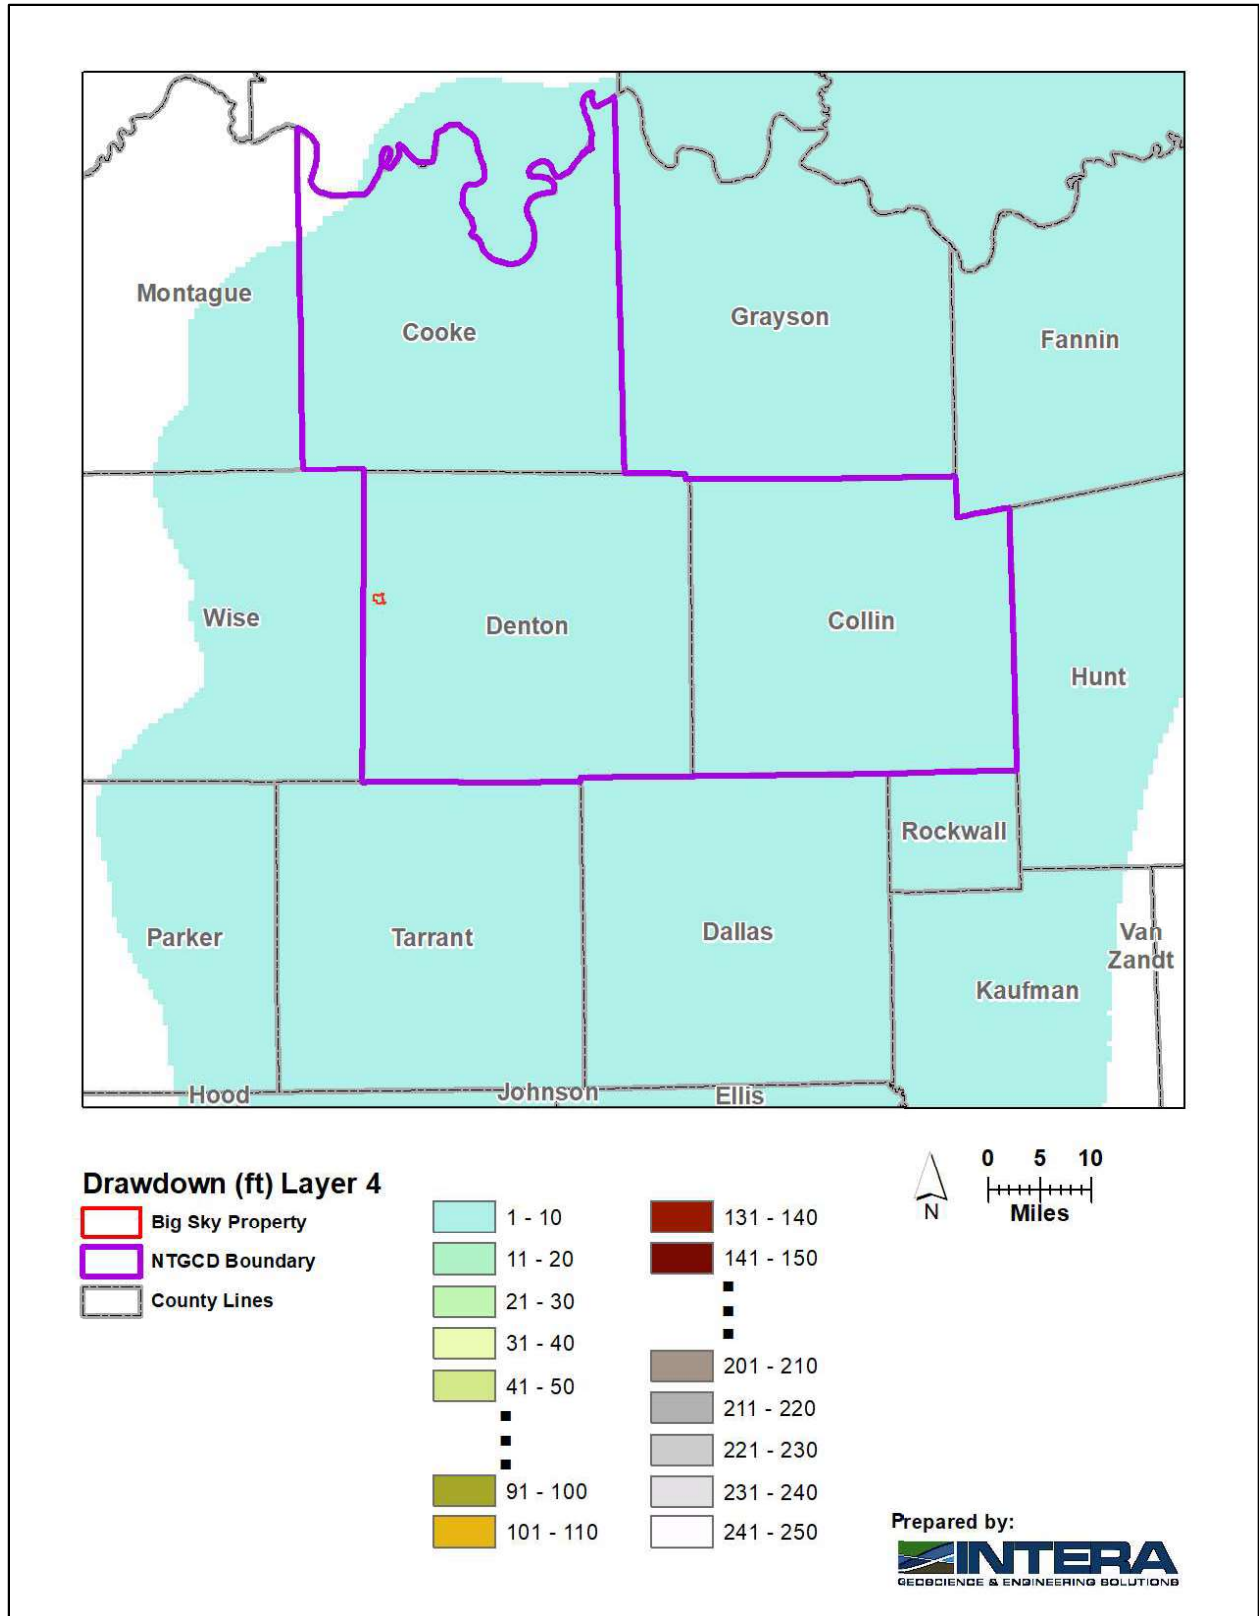 Montague
Cooke
Grayson
Fannin
Wise
Denton
Collin
Hunt
Rockwall
Parker
Tarrant
Dallas
Van
Zandt
Kaufman
Hood
Johnson
Ellis
Drawdown (ft) Layer 4
Big Sky Property
NTGCD Boundary
County Lines
1 - 10
11 - 20
21 - 30
31 - 40
41 - 50
91 - 100
101 - 110
131 - 140
141 - 150
201 - 210
211 - 220
221 - 230
231 - 240
241 - 250
N
0 5 10
Miles
Prepared by:
INTERA
GEOSCIENCE & ENGINEERING SOLUTIONS